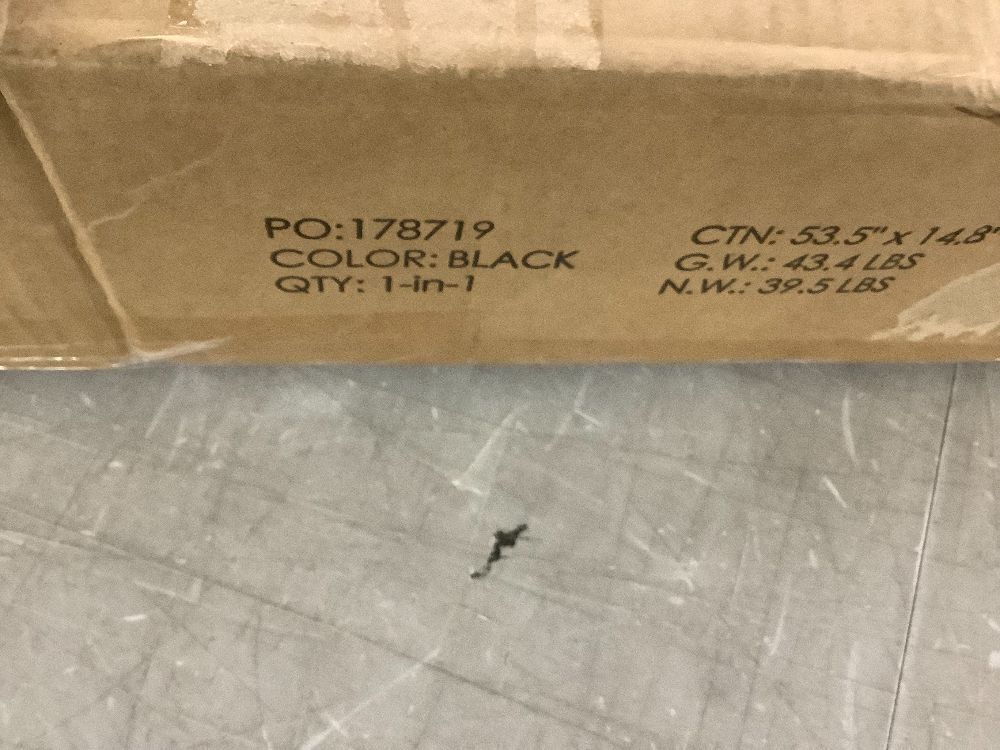 PO:178719
COLOR: BLACK
QTY: 1-in-1
CTN: 53.5" x 14.8"
G.W.: 43.4 LBS
N.W.: 39.5 LBS